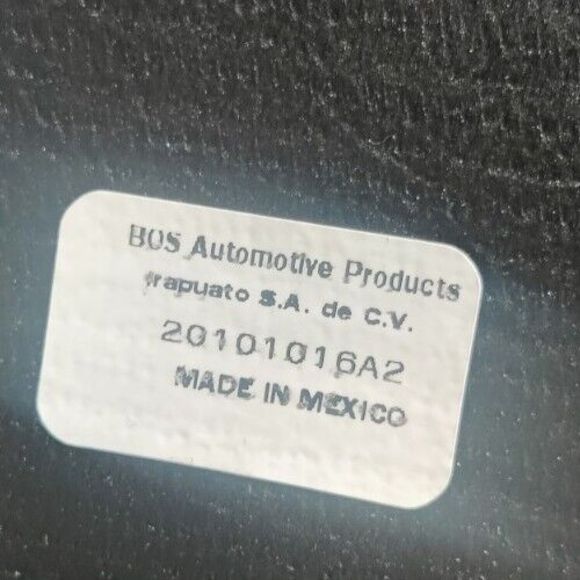 BOS Automotive Products
Irapuato S.A. de C.V.
20101016A2
MADE IN MEXICO